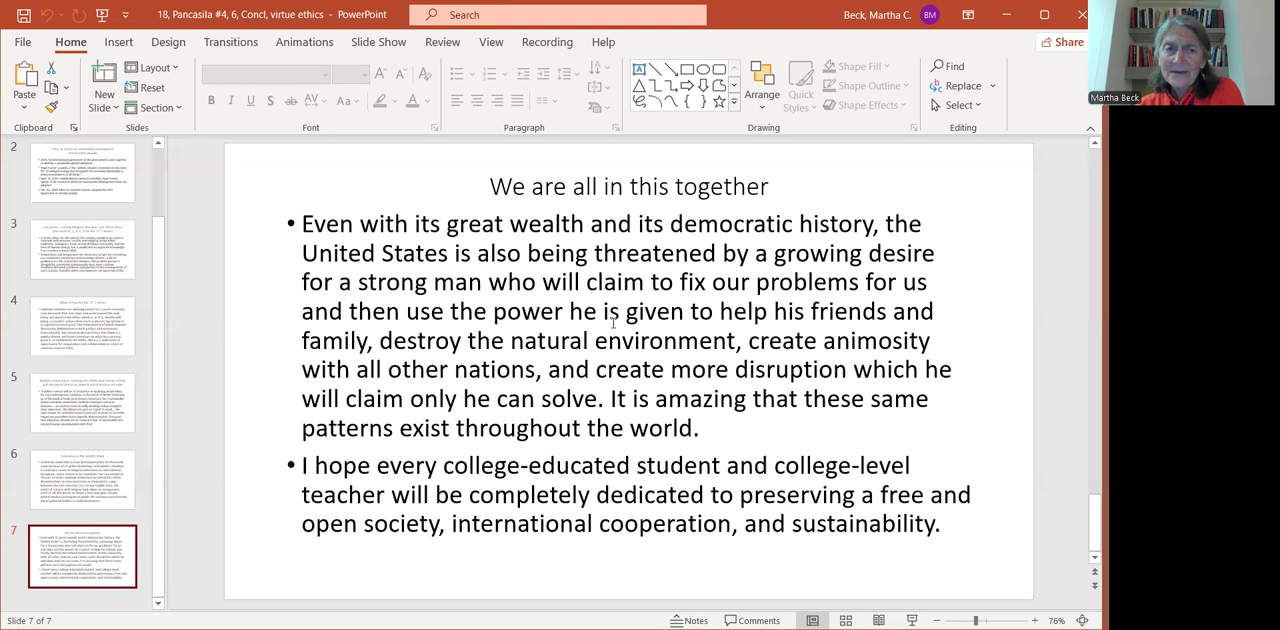 18, Pancasila #4, 6, Concl, virtue ethics - PowerPoint
Search
Beck, Martha C.
BM
File Home Insert Design Draw Transitions Animations Slide Show Review View Recording Help
Share
Paste
Clipboard
New Slide
Layout
Reset
Section
Slides
Font
Paragraph
Arrange
Quick Styles
Shape Fill
Shape Outline
Shape Effects
Drawing
Find
Replace
Select
Editing
Martha Beck
2
3
4
5
6
7
We are all in this together
• Even with its great wealth and its democratic history, the
United States is also being threatened by a growing desire
for a strong man who will claim to fix our problems for us
and then use the power he is given to help his friends and
family, destroy the natural environment, create animosity
with all other nations, and create more disruption which he
will claim only he can solve. It is amazing that these same
patterns exist throughout the world.
• I hope every college-educated student and college-level
teacher will be completely dedicated to preserving a free and
open society, international cooperation, and sustainability.
Slide 7 of 7
Notes
Comments
76%